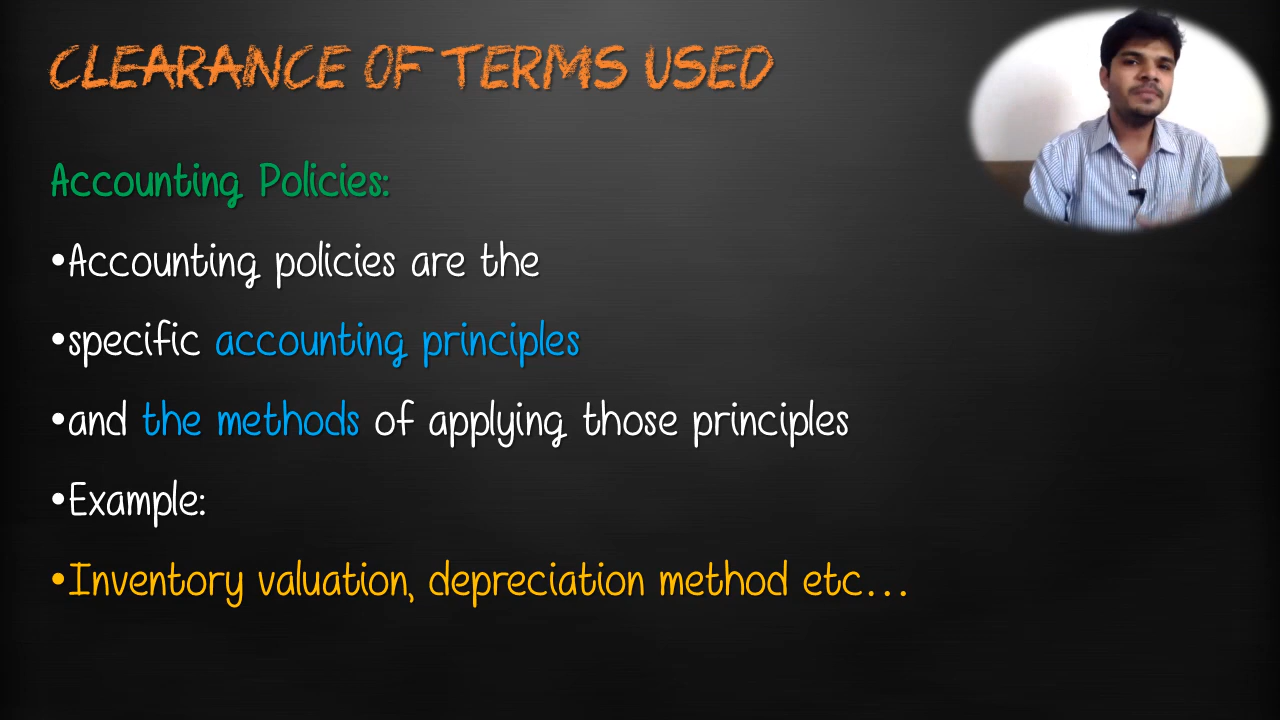 CLEARANCE OF TERMS USED
Accounting Policies:
•Accounting policies are the
•specific accounting principles
•and the methods of applying those principles
•Example:
•Inventory valuation, depreciation method etc...